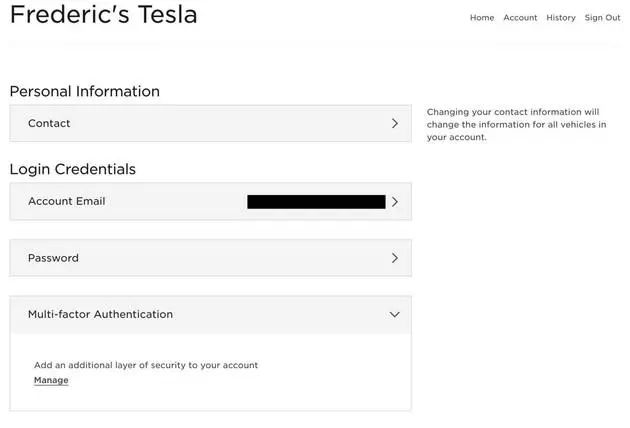 Frederic's Tesla
Home Account History Sign Out
Personal Information
Contact
Changing your contact information will
change the information for all vehicles in
your account.
Login Credentials
Account Email
Password
Multi-factor Authentication
Add an additional layer of security to your account
Manage